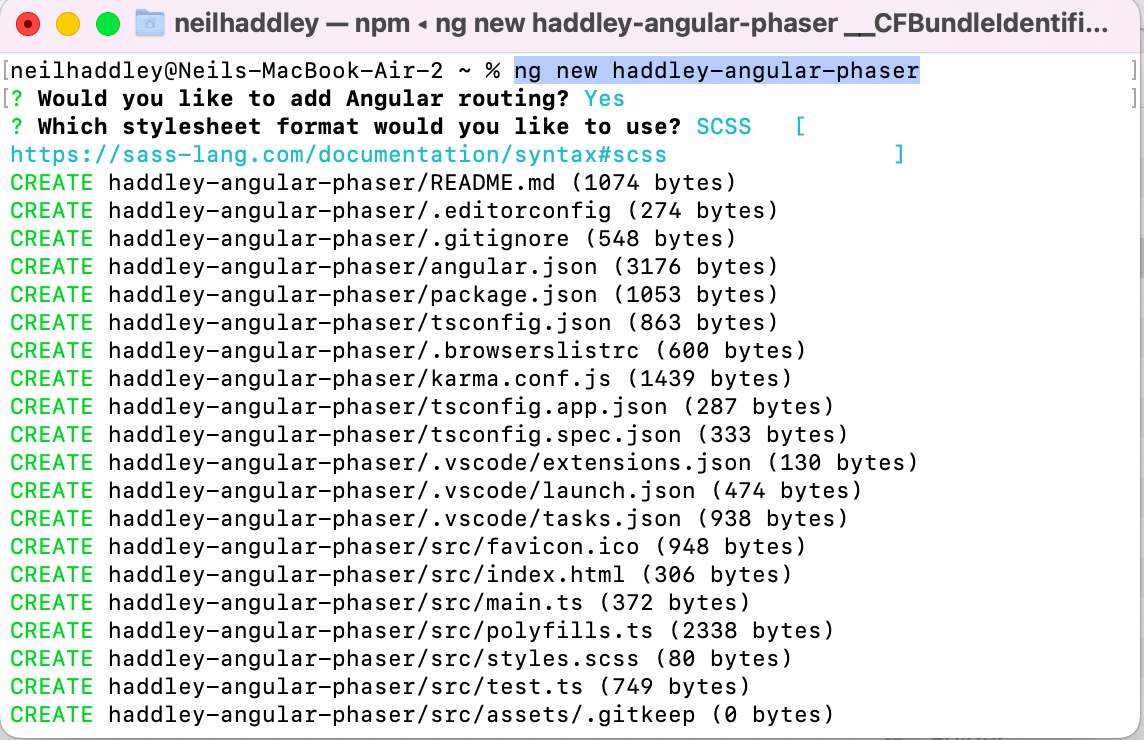 neilhaddley — npm ◂ ng new haddley-angular-phaser __CFBundleIdentifi...
[neilhaddley@Neils-MacBook-Air-2 ~ % ng new haddley-angular-phaser ]
[? Would you like to add Angular routing? Yes ]
? Which stylesheet format would you like to use? SCSS [
https://sass-lang.com/documentation/syntax#scss ]
CREATE haddley-angular-phaser/README.md (1074 bytes)
CREATE haddley-angular-phaser/.editorconfig (274 bytes)
CREATE haddley-angular-phaser/.gitignore (548 bytes)
CREATE haddley-angular-phaser/angular.json (3176 bytes)
CREATE haddley-angular-phaser/package.json (1053 bytes)
CREATE haddley-angular-phaser/tsconfig.json (863 bytes)
CREATE haddley-angular-phaser/.browserslistrc (600 bytes)
CREATE haddley-angular-phaser/karma.conf.js (1439 bytes)
CREATE haddley-angular-phaser/tsconfig.app.json (287 bytes)
CREATE haddley-angular-phaser/tsconfig.spec.json (333 bytes)
CREATE haddley-angular-phaser/.vscode/extensions.json (130 bytes)
CREATE haddley-angular-phaser/.vscode/launch.json (474 bytes)
CREATE haddley-angular-phaser/.vscode/tasks.json (938 bytes)
CREATE haddley-angular-phaser/src/favicon.ico (948 bytes)
CREATE haddley-angular-phaser/src/index.html (306 bytes)
CREATE haddley-angular-phaser/src/main.ts (372 bytes)
CREATE haddley-angular-phaser/src/polyfills.ts (2338 bytes)
CREATE haddley-angular-phaser/src/styles.scss (80 bytes)
CREATE haddley-angular-phaser/src/test.ts (749 bytes)
CREATE haddley-angular-phaser/src/assets/.gitkeep (0 bytes)